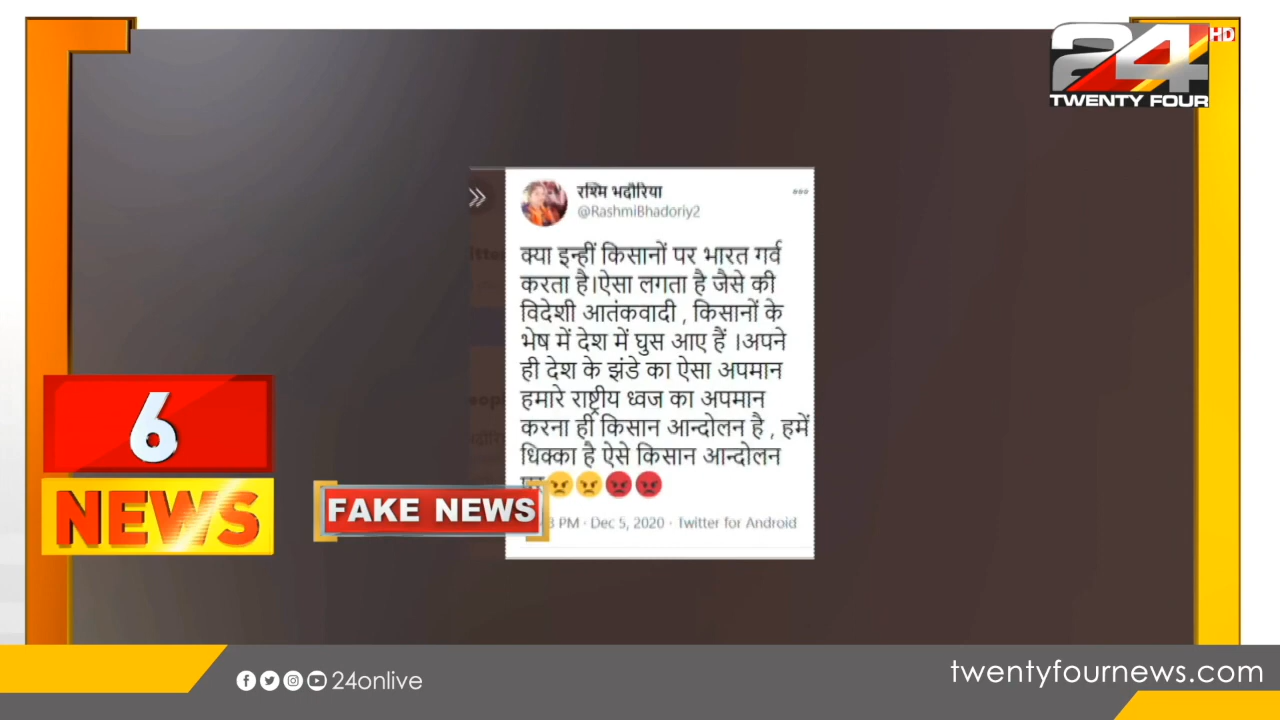 24
HD
TWENTY FOUR
रश्मि भदौरिया
@RashmiBhadoriy2
क्या इन्हीं किसानों पर भारत गर्व
करता है।ऐसा लगता है जैसे की
विदेशी आतंकवादी , किसानों के
भेष में देश में घुस आए हैं ।अपने
ही देश के झंडे का ऐसा अपमान
हमारे राष्ट्रीय ध्वज का अपमान
करना ही किसान आन्दोलन है , हमें
धिक्का है ऐसे किसान आन्दोलन
😠😠😡😡
PM · Dec 5, 2020 · Twitter for Android
6
NEWS
FAKE NEWS
24onlive
twentyfournews.com